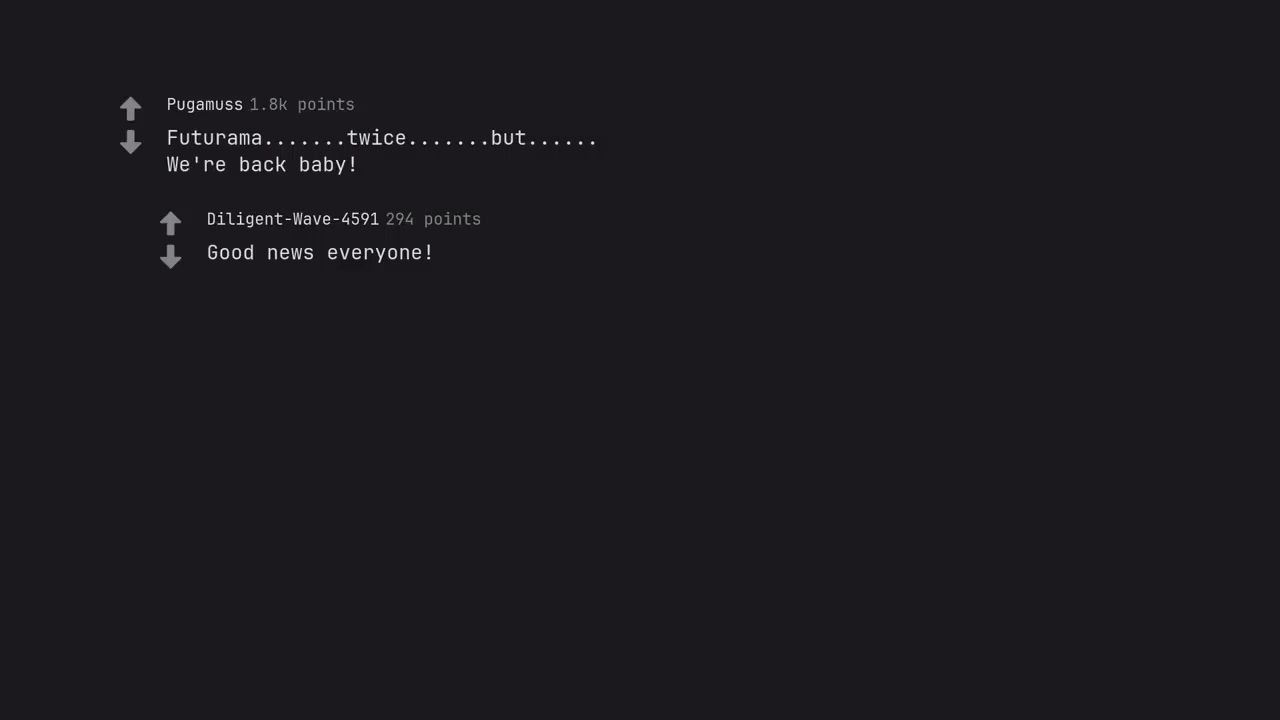 Pugamuss 1.8k points
Futurama.......twice.......but......
We're back baby!
Diligent-Wave-4591 294 points
Good news everyone!